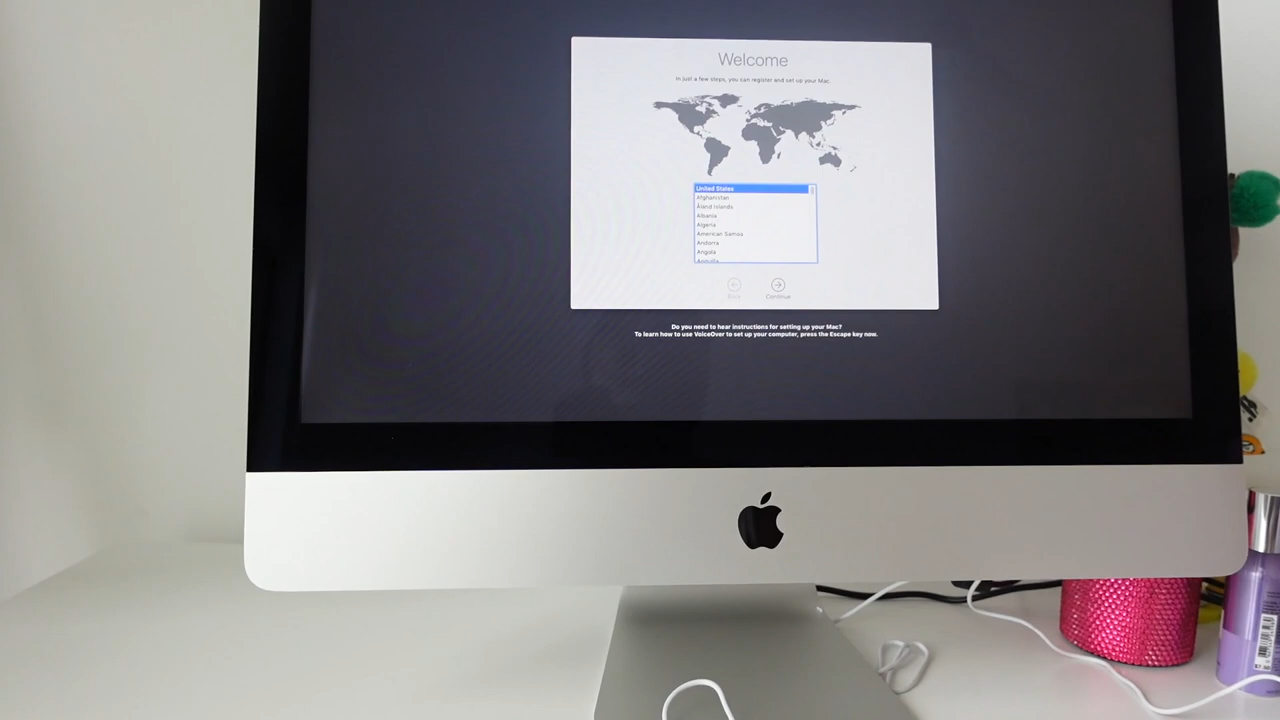 Welcome
In just a few steps, you can register and set up your Mac.
United States
Afghanistan
Åland Islands
Albania
Algeria
American Samoa
Andorra
Angola
Anguilla
Back
Continue
Do you need to hear instructions for setting up your Mac?
To learn how to use VoiceOver to set up your computer, press the Escape key now.